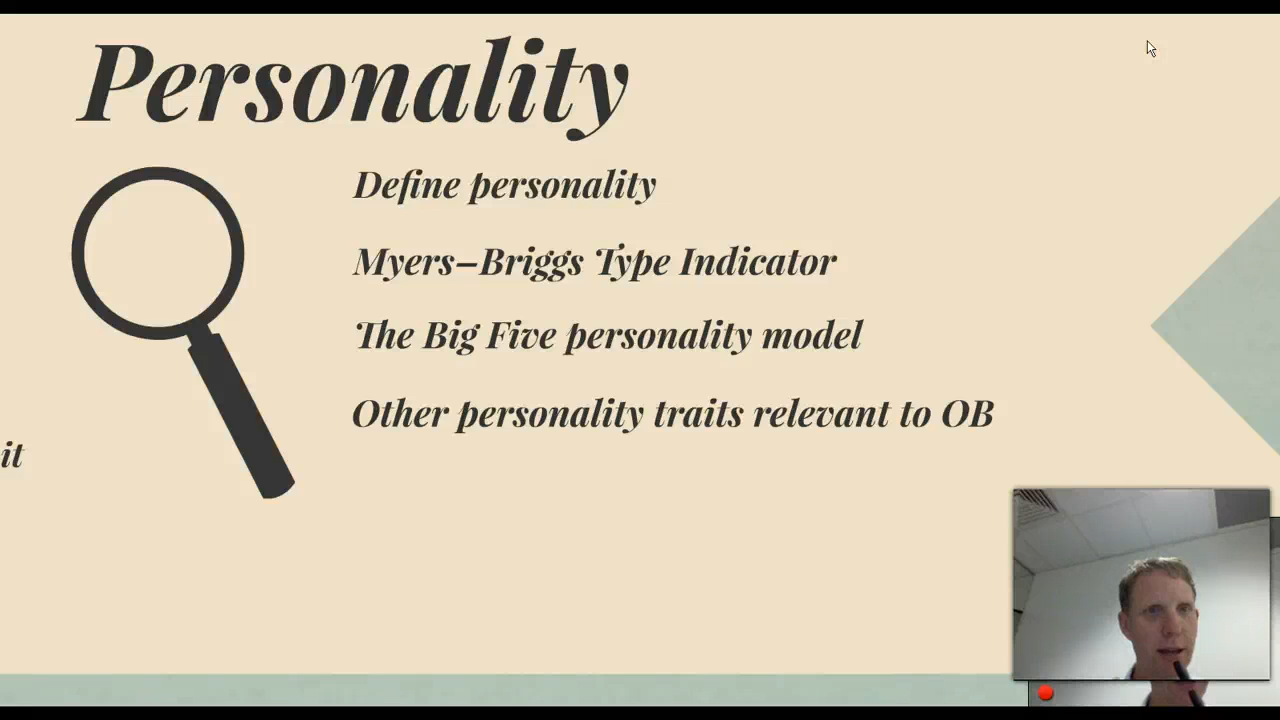 Personality
Define personality
Myers–Briggs Type Indicator
The Big Five personality model
Other personality traits relevant to OB
it